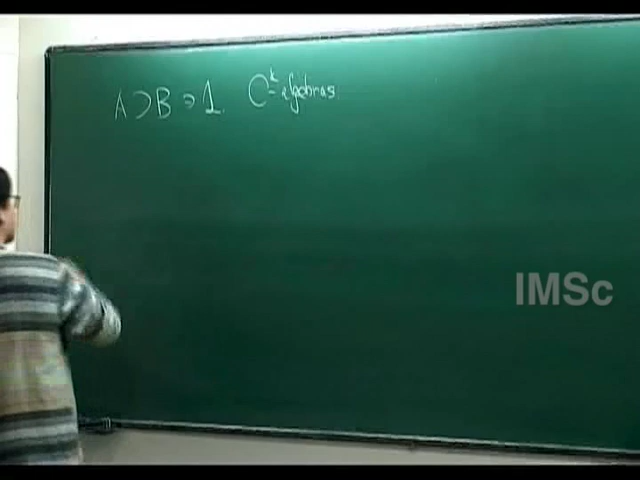 A ⊃ B ∋ 1. C*-algebras
IMSc